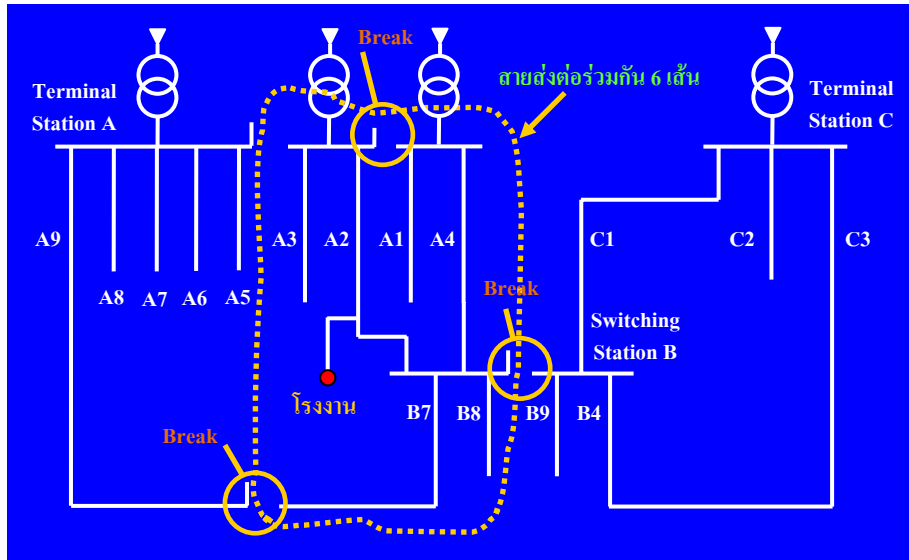 Break
สายส่งต่อร่วมกัน 6 เส้น
Terminal
Station A
Terminal
Station C
A9
A3
A2
A1
A4
C1
C2
C3
A8
A7
A6
A5
Break
Switching
Station B
โรงงาน
B7
B8
B9
B4
Break